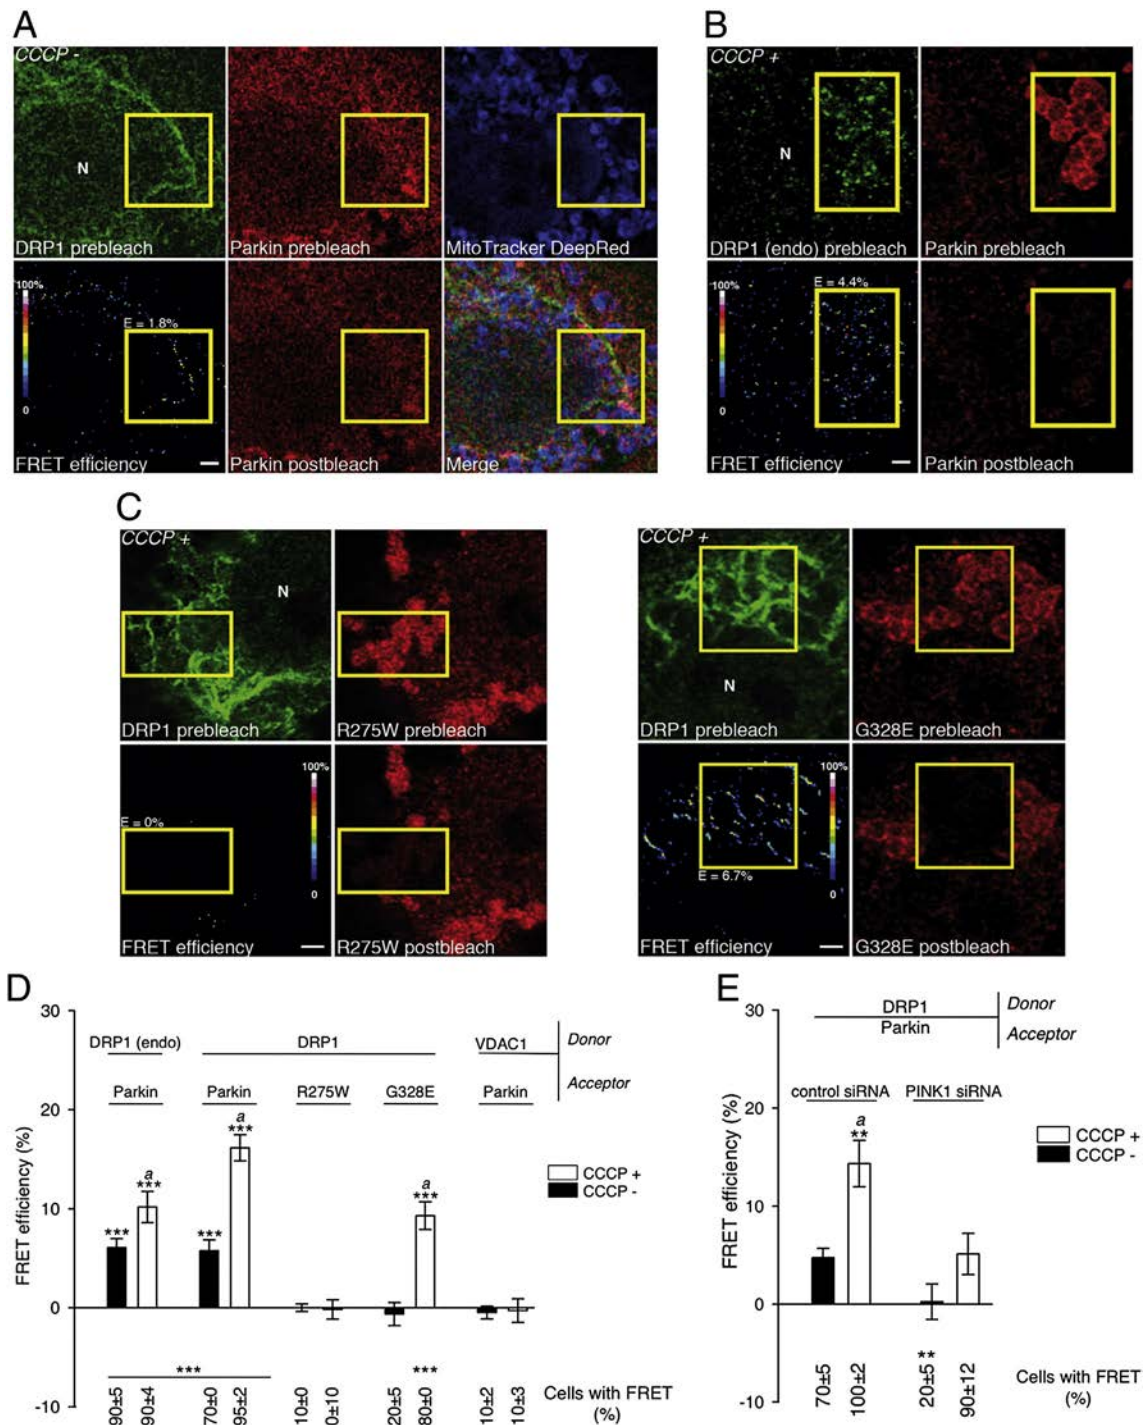 A
CCCP -
N
DRP1 prebleach
Parkin prebleach
MitoTracker DeepRed
100%
E = 1.8%
0
FRET efficiency
Parkin postbleach
Merge
B
CCCP +
N
DRP1 (endo) prebleach
Parkin prebleach
100%
E = 4.4%
0
FRET efficiency
Parkin postbleach
C
CCCP +
N
DRP1 prebleach
R275W prebleach
100%
E = 0%
0
FRET efficiency
R275W postbleach
CCCP +
N
DRP1 prebleach
G328E prebleach
100%
E = 6.7%
0
FRET efficiency
G328E postbleach
D
30
20
10
0
-10
FRET efficiency (%)
DRP1 (endo)
DRP1
VDAC1
Donor
Acceptor
Parkin
Parkin
R275W
G328E
Parkin
***
a
***
***
a
***
a
***
CCCP +
CCCP -
***
***
90±5
90±4
70±0
95±2
10±0
0±10
20±5
80±0
10±2
10±3
Cells with FRET
(%)
E
30
20
10
0
-10
FRET efficiency (%)
DRP1
Donor
Parkin
Acceptor
control siRNA
PINK1 siRNA
a
**
CCCP +
CCCP -
**
70±5
100±2
20±5
90±12
Cells with FRET
(%)